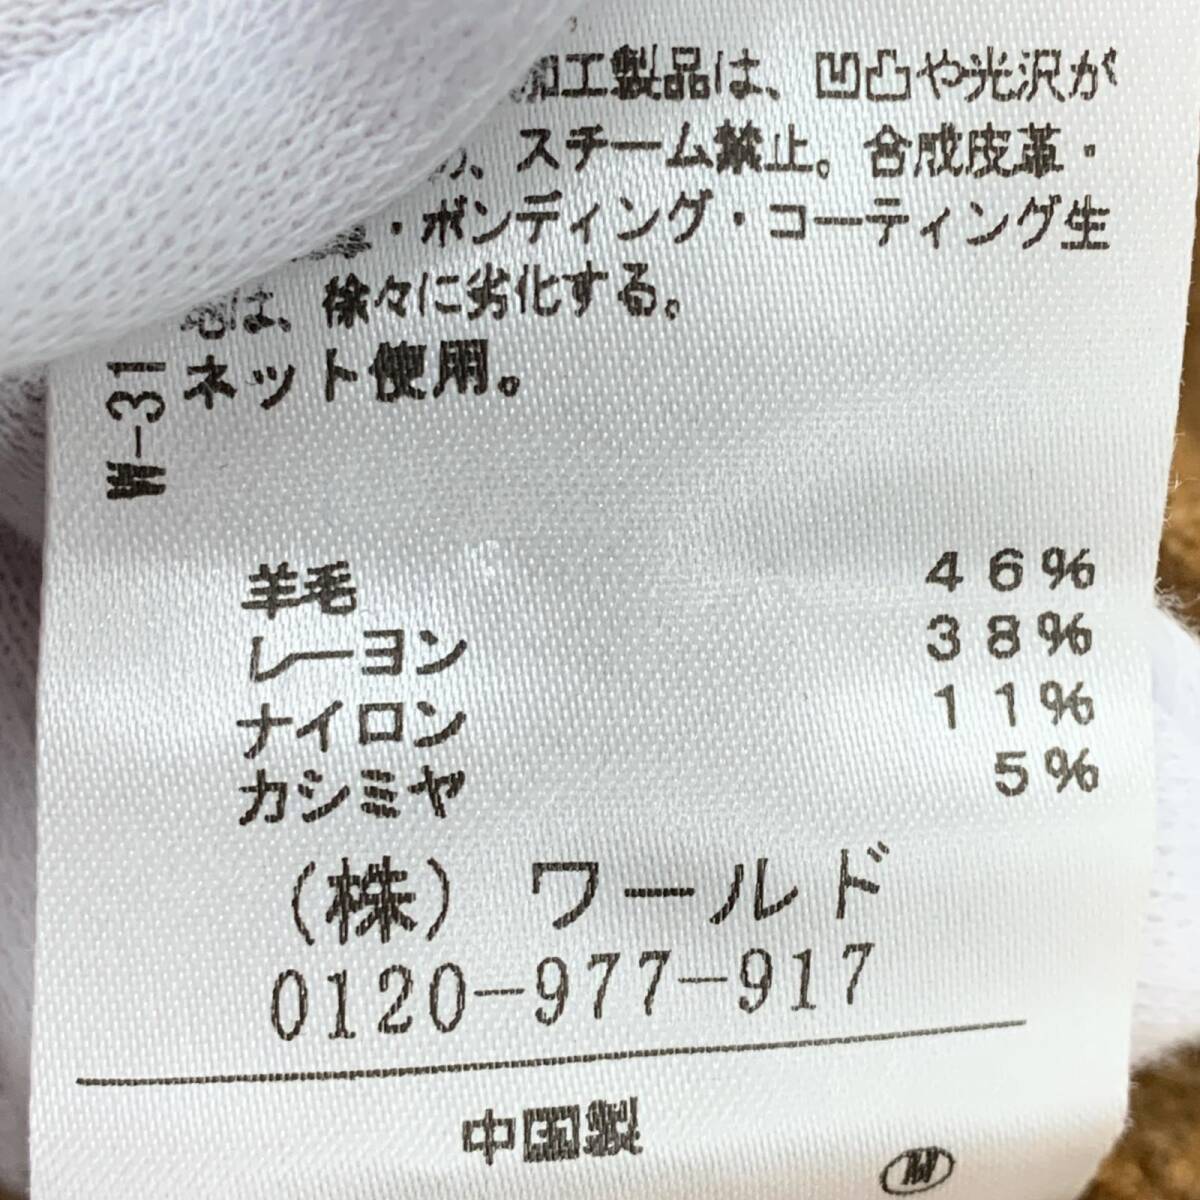 加工製品は、凹凸や光沢が
、スチーム禁止。合成皮革・
・ボンディング・コーティング生
は、徐々に劣化する。
ネット使用。
W-31
羊毛 46%
レーヨン 38%
ナイロン 11%
カシミヤ 5%
(株) ワールド
0120-977-917
中国製